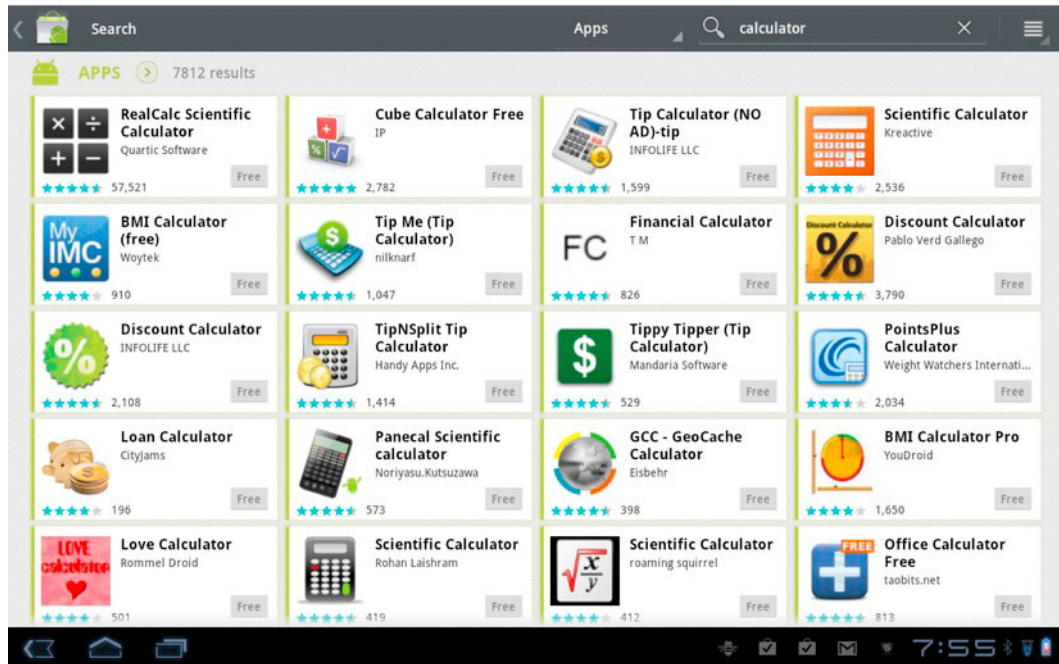 Search
Apps
calculator
APPS
7812 results
RealCalc Scientific
Calculator
Quartic Software
Free
57,521
Cube Calculator Free
IP
Free
2,782
Tip Calculator (NO
AD)-tip
INFOLIFE LLC
Free
1,599
Scientific Calculator
Kreactive
Free
2,536
My
IMC
BMI Calculator
(free)
Woytek
Free
910
Tip Me (Tip
Calculator)
nilknarf
Free
1,047
FC
Financial Calculator
T M
Free
826
Discount Calculator
%
Discount Calculator
Pablo Verd Gallego
Free
3,790
%
Discount Calculator
INFOLIFE LLC
Free
2,108
TipNSplit Tip
Calculator
Handy Apps Inc.
Free
1,414
$
Tippy Tipper (Tip
Calculator)
Mandaria Software
Free
529
PointsPlus
Calculator
Weight Watchers Internati...
Free
2,034
Loan Calculator
CityJams
Free
196
Panecal Scientific
calculator
Noriyasu.Kutsuzawa
Free
573
GCC - GeoCache
Calculator
Eisbehr
Free
398
BMI Calculator Pro
YouDroid
Free
1,650
LOVE
calculator
Love Calculator
Rommel Droid
Free
501
Scientific Calculator
Rohan Laishram
Free
419
x
y
Scientific Calculator
roaming squirrel
Free
412
FREE
Office Calculator
Free
taobits.net
Free
813
7:55